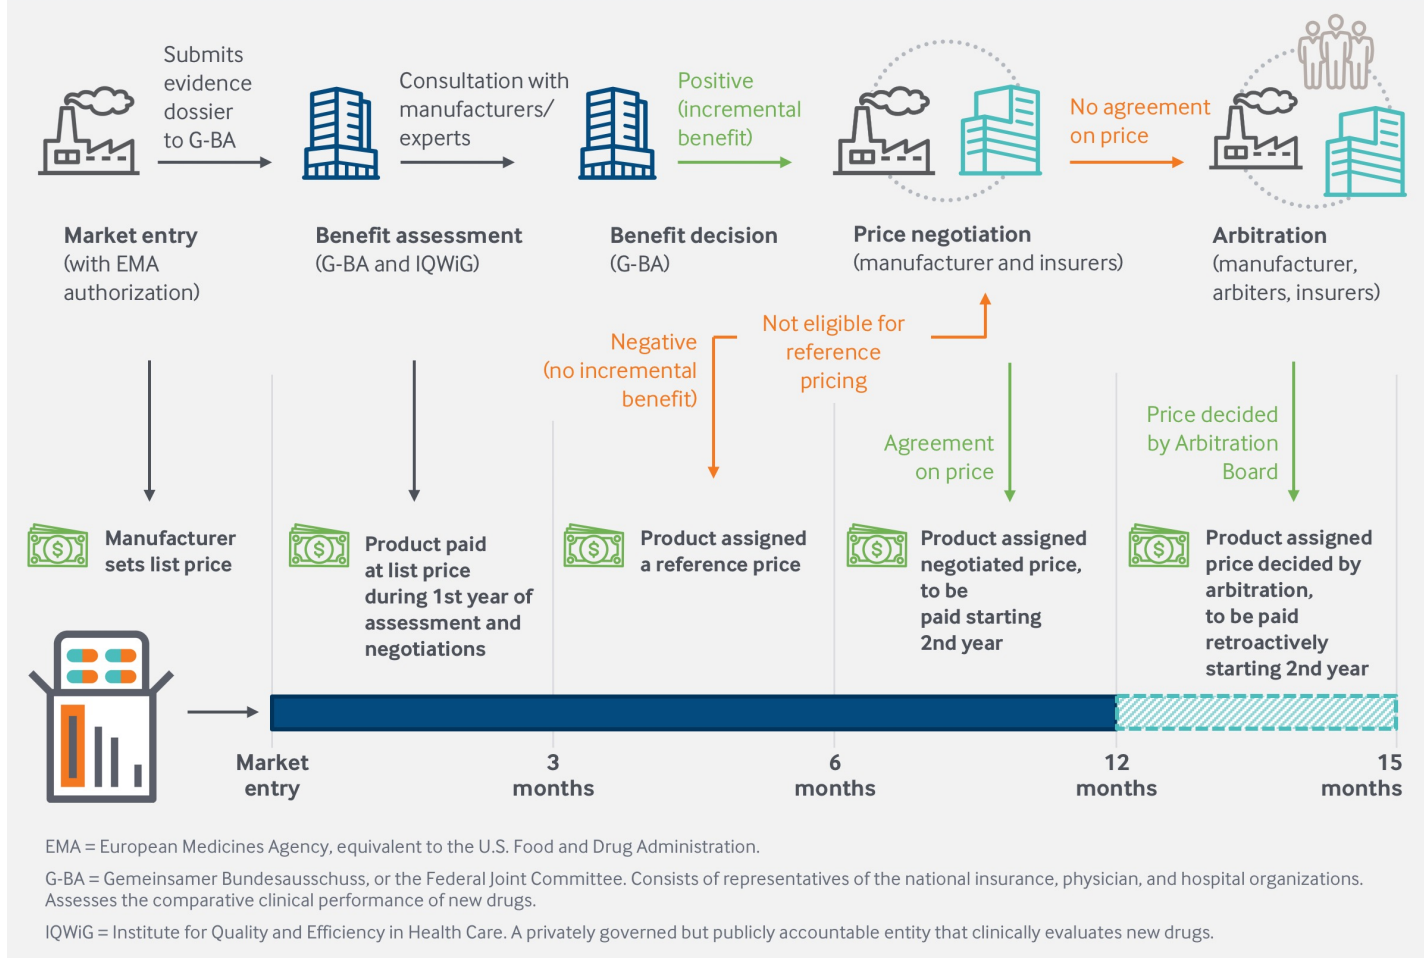 Submits
evidence
dossier
to G-BA
Consultation with
manufacturers/
experts
Positive
(incremental
benefit)
No agreement
on price
Market entry
(with EMA
authorization)
Benefit assessment
(G-BA and IQWiG)
Benefit decision
(G-BA)
Price negotiation
(manufacturer and insurers)
Arbitration
(manufacturer,
arbiters, insurers)
Negative
(no incremental
benefit)
Not eligible for
reference
pricing
Agreement
on price
Price decided
by Arbitration
Board
$
Manufacturer
sets list price
$
Product paid
at list price
during 1st year of
assessment and
negotiations
$
Product assigned
a reference price
$
Product assigned
negotiated price,
to be
paid starting
2nd year
$
Product assigned
price decided by
arbitration,
to be paid
retroactively
starting 2nd year
Market
entry
3
months
6
months
12
months
15
months
EMA = European Medicines Agency, equivalent to the U.S. Food and Drug Administration.
G-BA = Gemeinsamer Bundesausschuss, or the Federal Joint Committee. Consists of representatives of the national insurance, physician, and hospital organizations.
Assesses the comparative clinical performance of new drugs.
IQWiG = Institute for Quality and Efficiency in Health Care. A privately governed but publicly accountable entity that clinically evaluates new drugs.